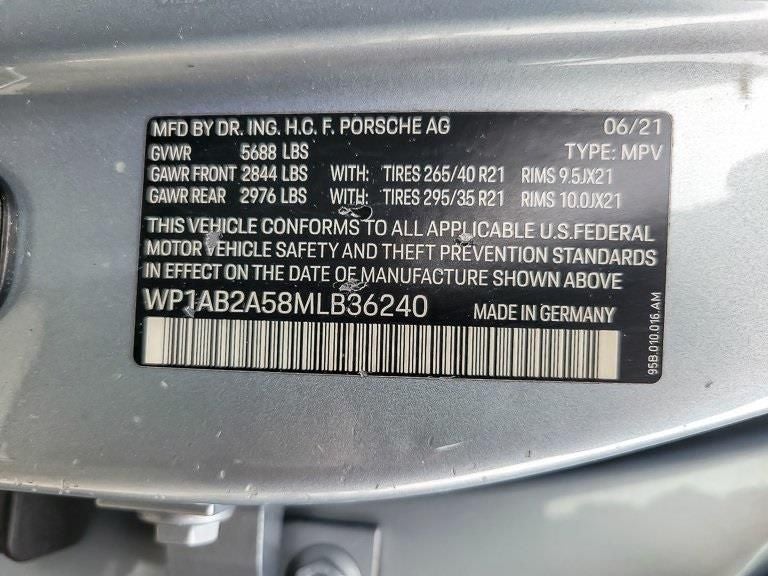 MFD BY DR. ING. H.C. F. PORSCHE AG 06/21
GVWR 5688 LBS TYPE: MPV
GAWR FRONT 2844 LBS WITH: TIRES 265/40 R21 RIMS 9.5JX21
GAWR REAR 2976 LBS WITH: TIRES 295/35 R21 RIMS 10.0JX21
THIS VEHICLE CONFORMS TO ALL APPLICABLE U.S.FEDERAL
MOTOR VEHICLE SAFETY AND THEFT PREVENTION STANDARDS
IN EFFECT ON THE DATE OF MANUFACTURE SHOWN ABOVE.
WP1AB2A58MLB36240 MADE IN GERMANY
95B.010.016.AM